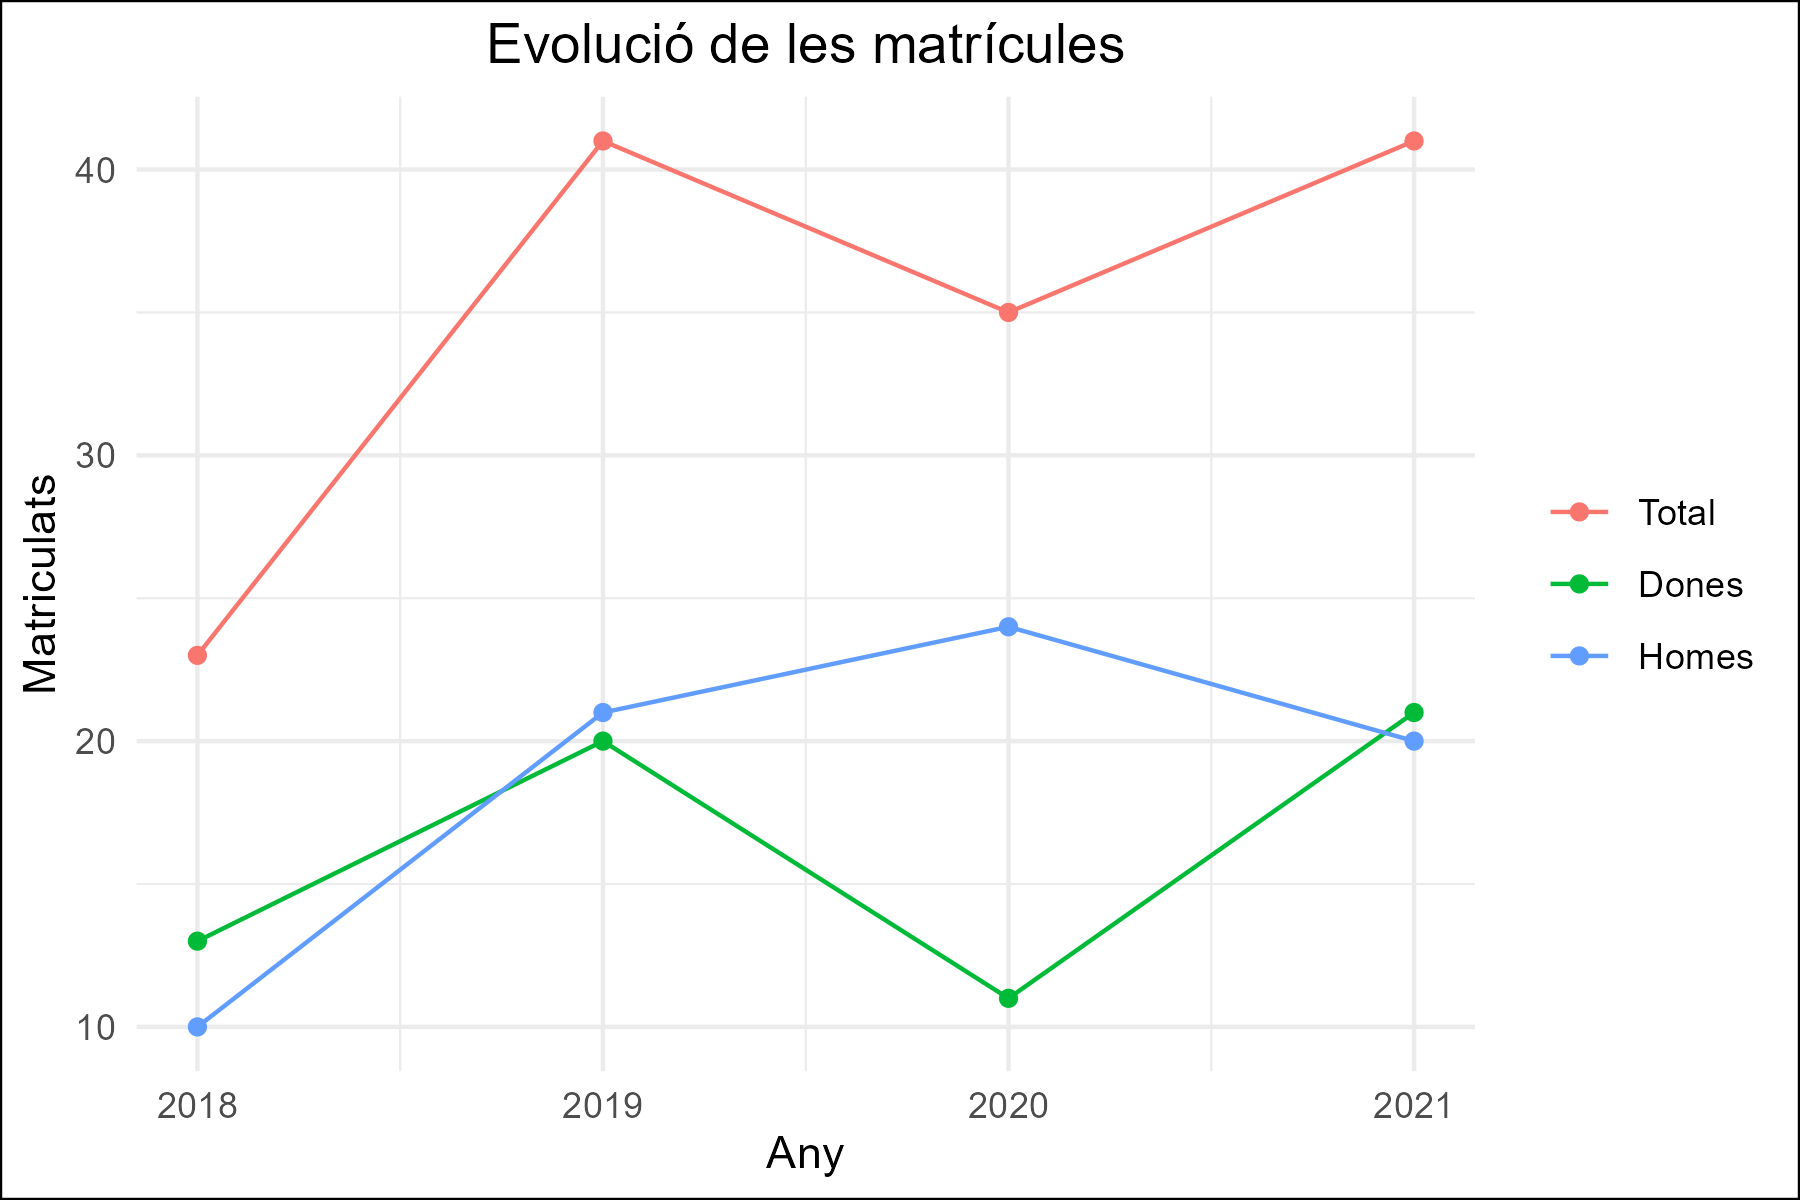 Evolució de les matrícules
Matriculats
40
30
20
10
2018 2019 2020 2021
Any
Total
Dones
Homes